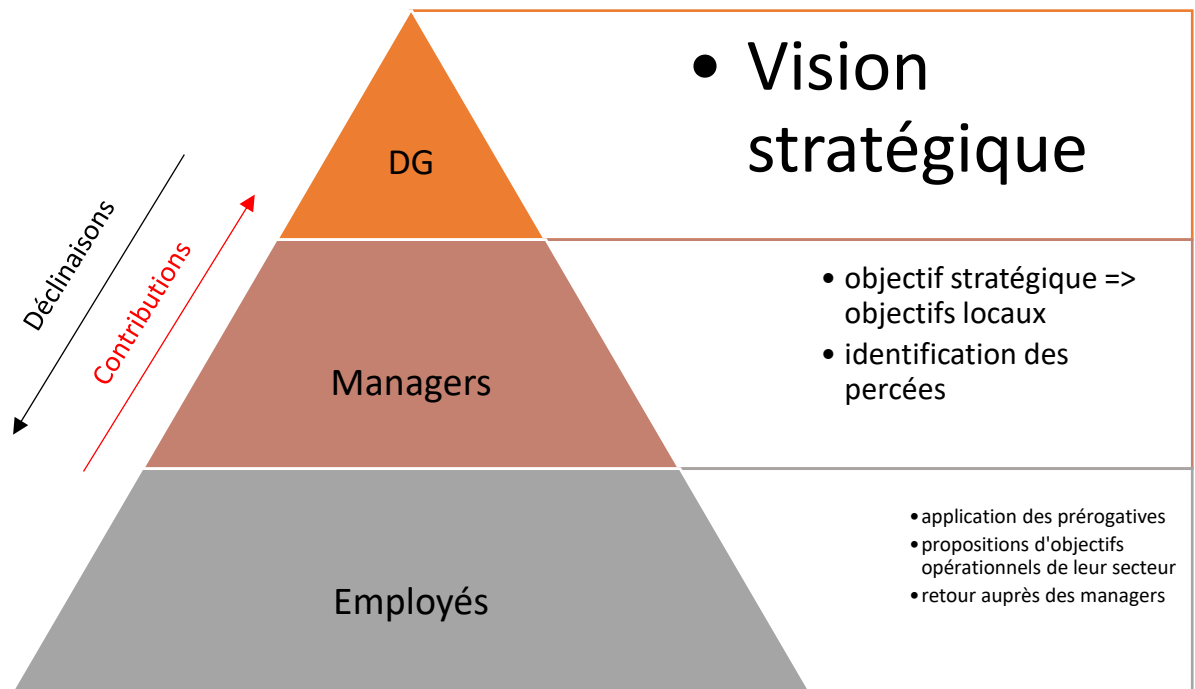 • Vision
stratégique
DG
Déclinaisons
Contributions
• objectif stratégique =>
objectifs locaux
• identification des
percées
Managers
• application des prérogatives
• propositions d'objectifs
opérationnels de leur secteur
• retour auprès des managers
Employés